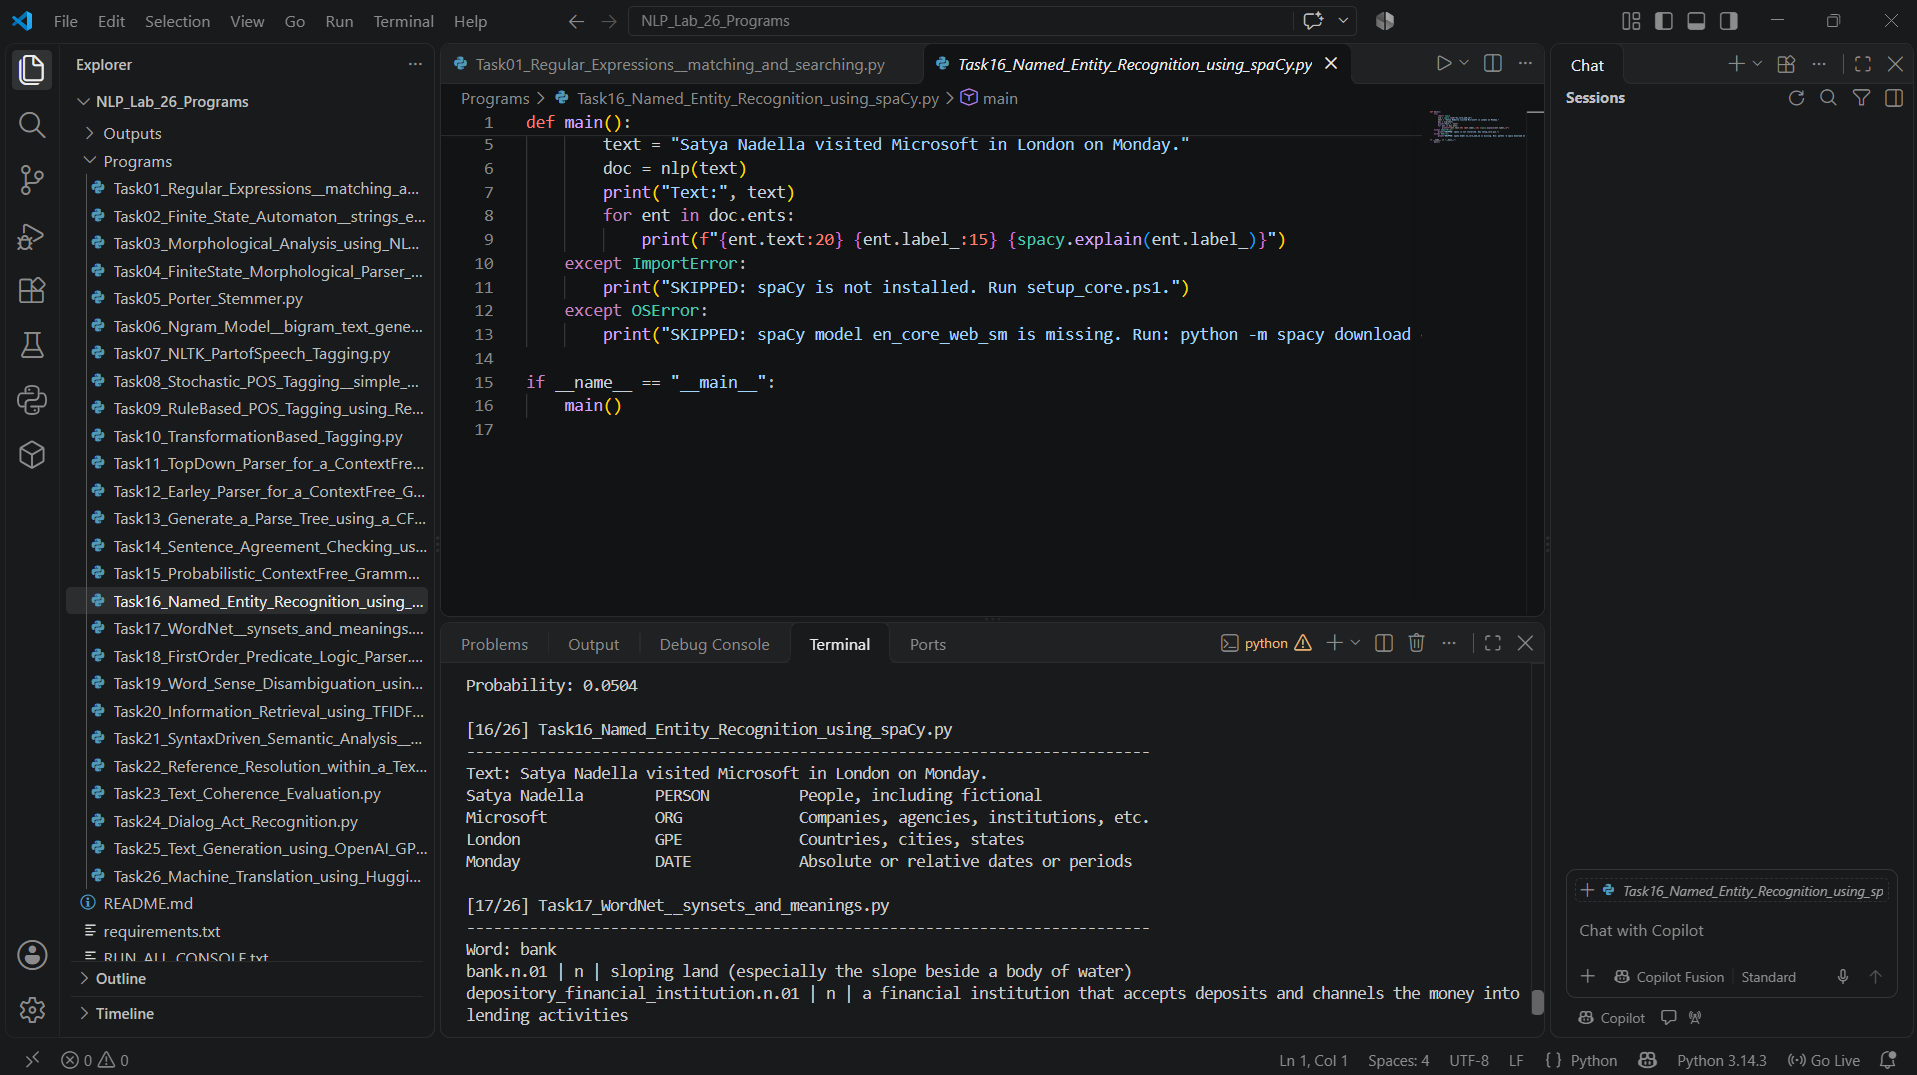 File Edit Selection View Go Run Terminal Help
NLP_Lab_26_Programs
Explorer
NLP_Lab_26_Programs
Outputs
Programs
Task01_Regular_Expressions__matching_a...
Task02_Finite_State_Automaton__strings_e...
Task03_Morphological_Analysis_using_NL...
Task04_FiniteState_Morphological_Parser_...
Task05_Porter_Stemmer.py
Task06_Ngram_Model__bigram_text_gene...
Task07_NLTK_PartofSpeech_Tagging.py
Task08_Stochastic_POS_Tagging__simple_...
Task09_RuleBased_POS_Tagging_using_Re...
Task10_TransformationBased_Tagging.py
Task11_TopDown_Parser_for_a_ContextFre...
Task12_Earley_Parser_for_a_ContextFree_G...
Task13_Generate_a_Parse_Tree_using_a_CF...
Task14_Sentence_Agreement_Checking_us...
Task15_Probabilistic_ContextFree_Gramm...
Task16_Named_Entity_Recognition_using_...
Task17_WordNet__synsets_and_meanings....
Task18_FirstOrder_Predicate_Logic_Parser....
Task19_Word_Sense_Disambiguation_usin...
Task20_Information_Retrieval_using_TFIDF...
Task21_SyntaxDriven_Semantic_Analysis__...
Task22_Reference_Resolution_within_a_Tex...
Task23_Text_Coherence_Evaluation.py
Task24_Dialog_Act_Recognition.py
Task25_Text_Generation_using_OpenAI_GP...
Task26_Machine_Translation_using_Huggi...
README.md
requirements.txt
RUN_ALL_CONSOLE.txt
Outline
Timeline
Task01_Regular_Expressions__matching_and_searching.py
Task16_Named_Entity_Recognition_using_spaCy.py
Programs > Task16_Named_Entity_Recognition_using_spaCy.py > main
1 def main():
5 text = "Satya Nadella visited Microsoft in London on Monday."
6 doc = nlp(text)
7 print("Text:", text)
8 for ent in doc.ents:
9 print(f"{ent.text:20} {ent.label_:15} {spacy.explain(ent.label_)}")
10 except ImportError:
11 print("SKIPPED: spaCy is not installed. Run setup_core.ps1.")
12 except OSError:
13 print("SKIPPED: spaCy model en_core_web_sm is missing. Run: python -m spacy download
14
15 if __name__ == "__main__":
16 main()
17
Problems Output Debug Console Terminal Ports
python
Probability: 0.0504
[16/26] Task16_Named_Entity_Recognition_using_spaCy.py
----------------------------------------------------------------------------
Text: Satya Nadella visited Microsoft in London on Monday.
Satya Nadella PERSON People, including fictional
Microsoft ORG Companies, agencies, institutions, etc.
London GPE Countries, cities, states
Monday DATE Absolute or relative dates or periods
[17/26] Task17_WordNet__synsets_and_meanings.py
----------------------------------------------------------------------------
Word: bank
bank.n.01 | n | sloping land (especially the slope beside a body of water)
depository_financial_institution.n.01 | n | a financial institution that accepts deposits and channels the money into
lending activities
Chat
Sessions
Task16_Named_Entity_Recognition_using_sp
Chat with Copilot
Copilot Fusion Standard
Copilot
0 0
Ln 1, Col 1 Spaces: 4 UTF-8 LF { } Python Python 3.14.3 Go Live